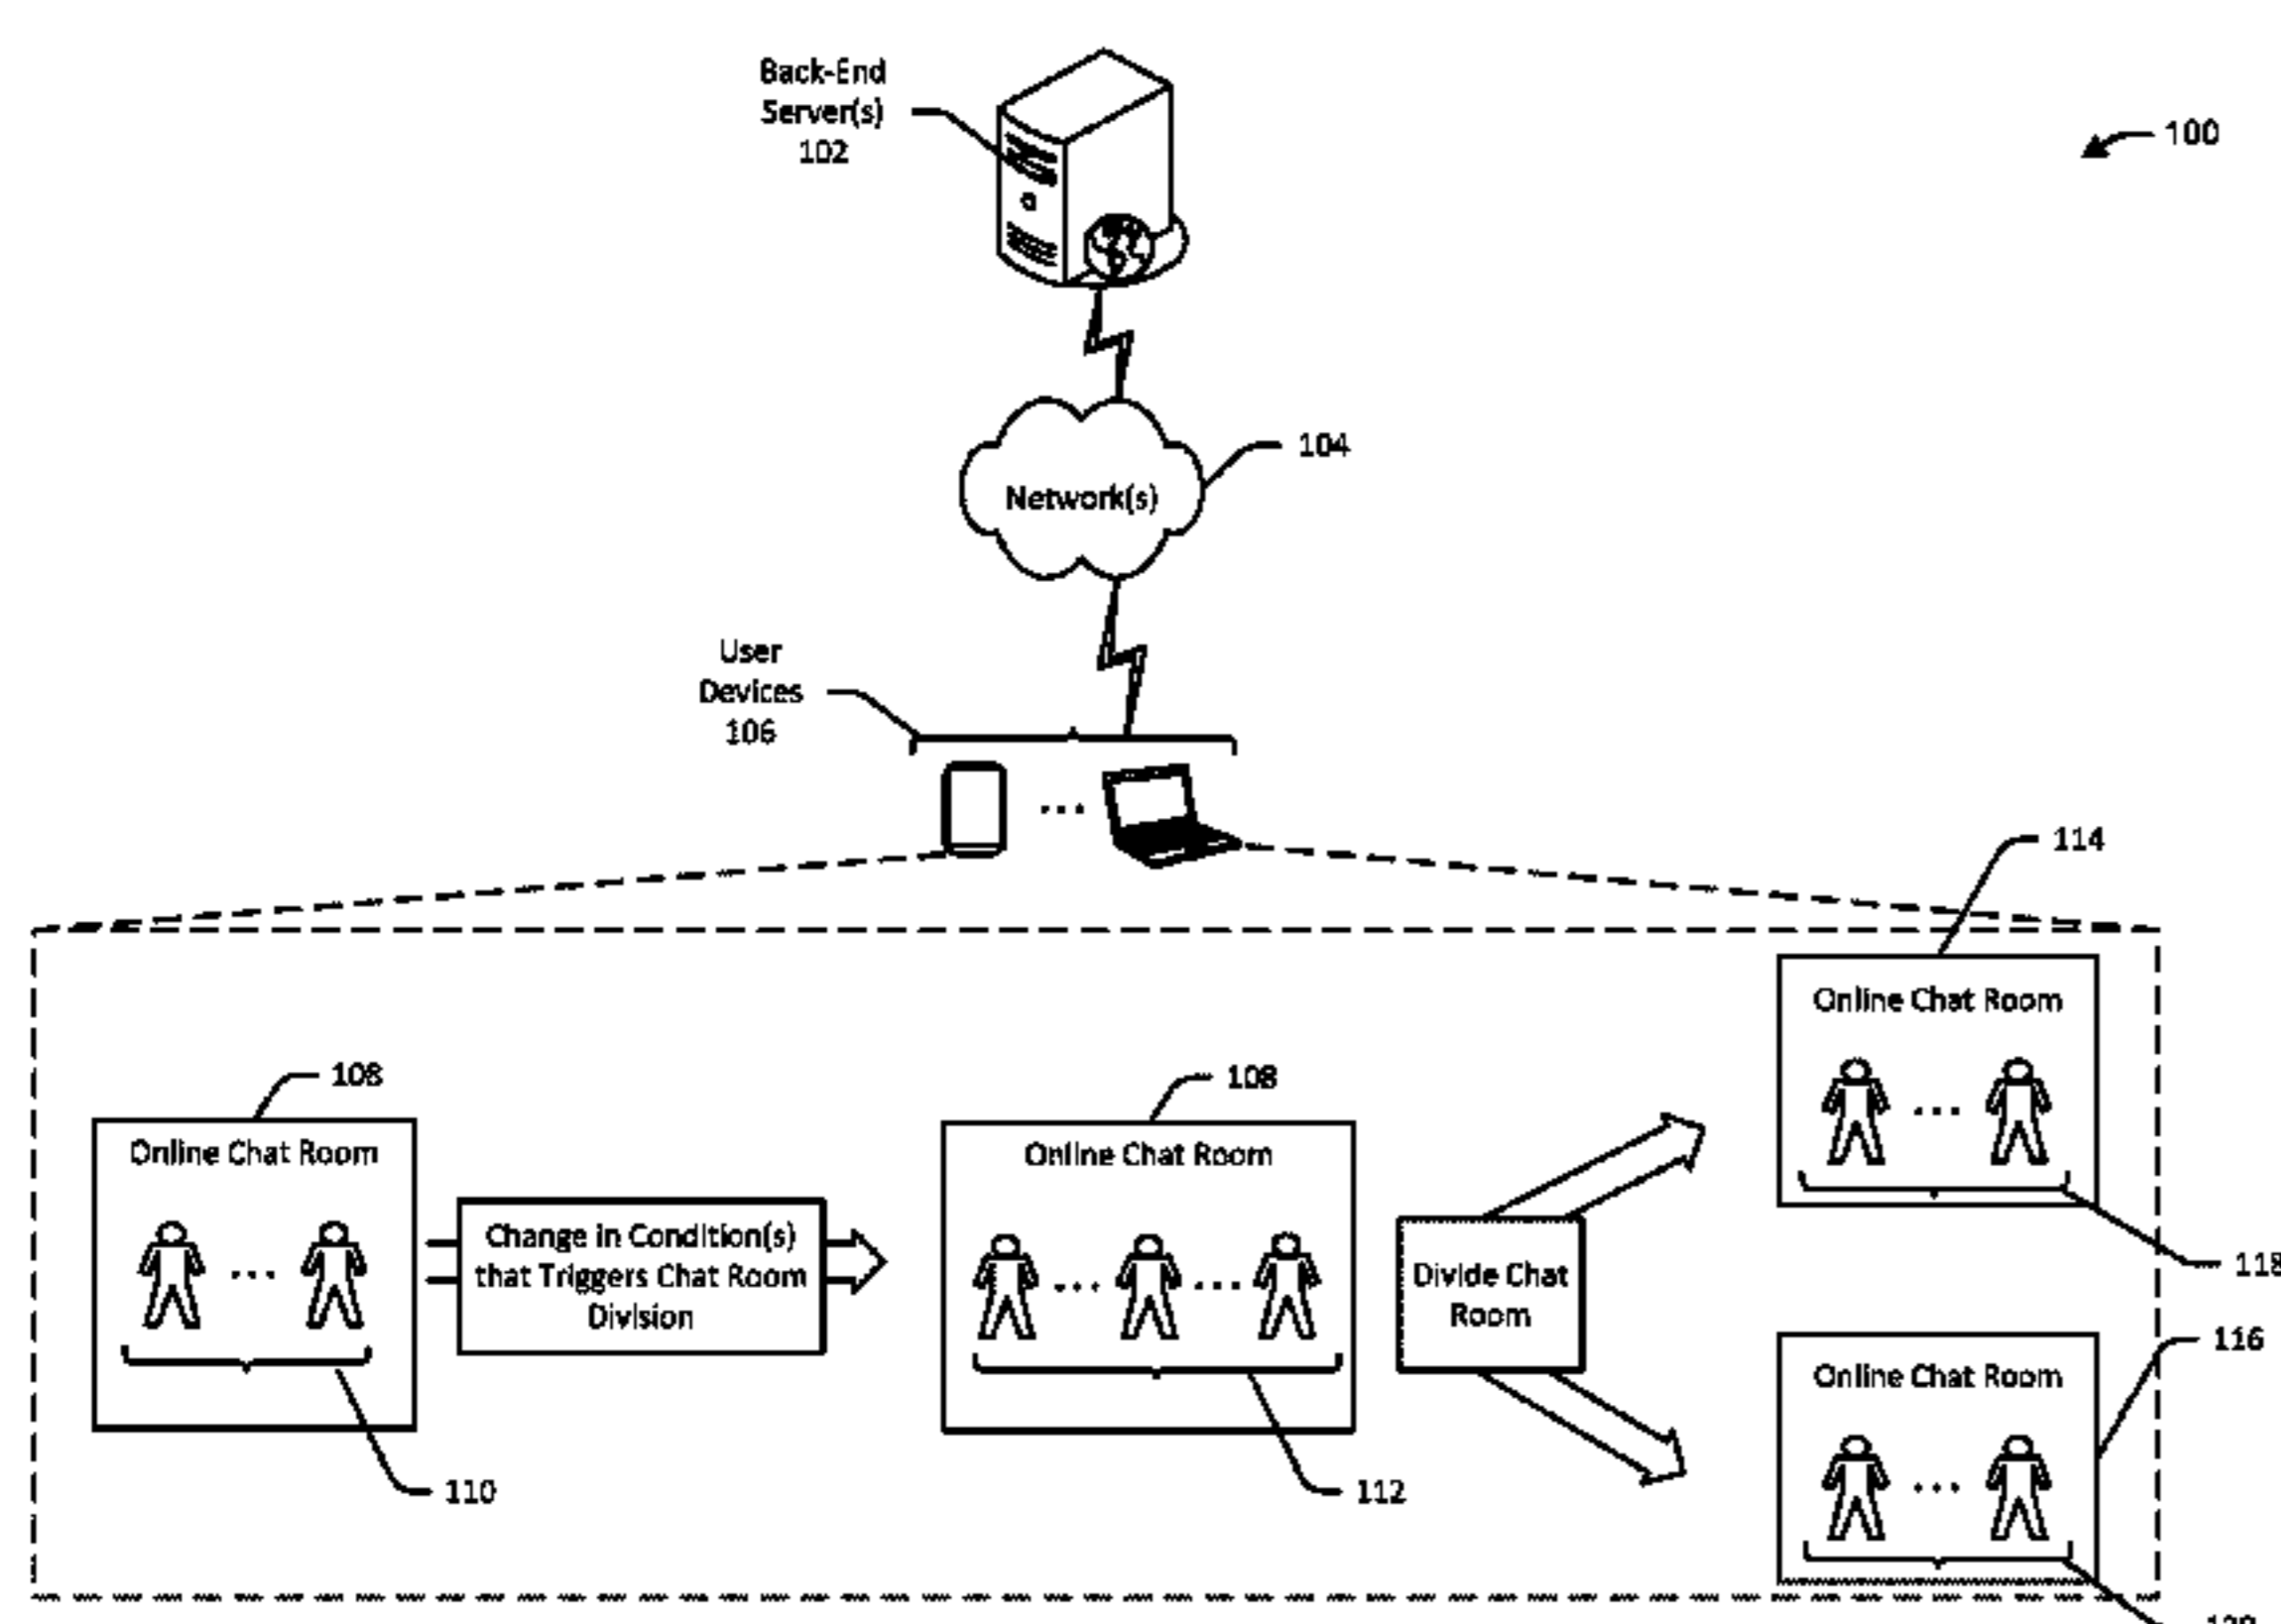 Back-End
Server(s)
102
100
104
Network(s)
User
Devices
106
114
Online Chat Room
108
108
Online Chat Room
Online Chat Room
Change in Condition(s)
that Triggers Chat Room
Division
Divide Chat
Room
118
116
Online Chat Room
110
112